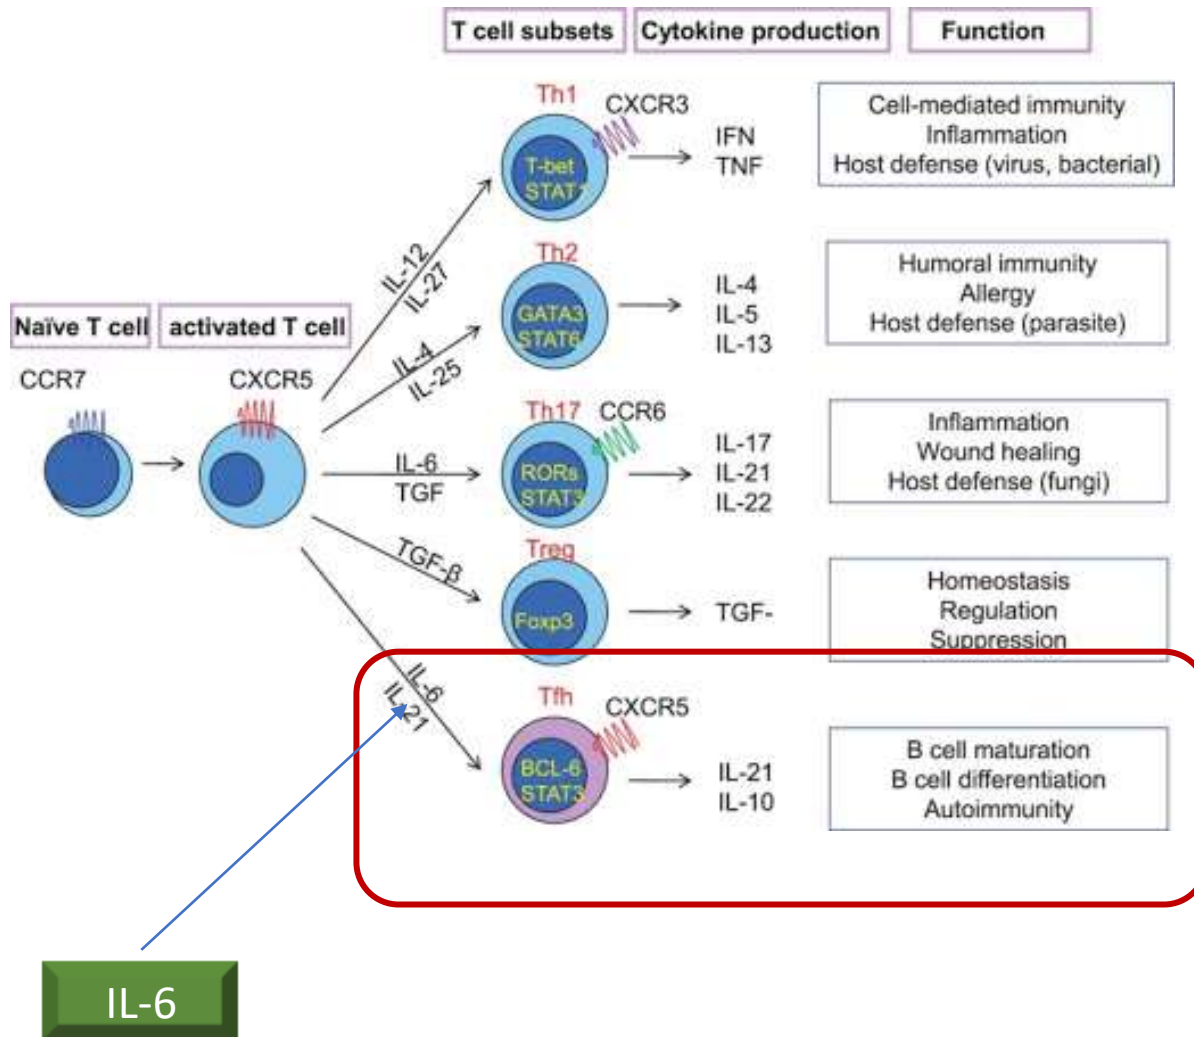 T cell subsets
Cytokine production
Function
Th1
CXCR3
T-bet
STAT1
IFN
TNF
Cell-mediated immunity
Inflammation
Host defense (virus, bacterial)
IL-12
IL-27
Th2
GATA3
STAT6
IL-4
IL-5
IL-13
Humoral immunity
Allergy
Host defense (parasite)
Naïve T cell
activated T cell
CCR7
CXCR5
IL-4
IL-25
Th17
CCR6
IL-6
TGF
RORs
STAT3
IL-17
IL-21
IL-22
Inflammation
Wound healing
Host defense (fungi)
TGF-β
Treg
Foxp3
TGF-
Homeostasis
Regulation
Suppression
IL-6
IL-21
Tfh
CXCR5
BCL-6
STAT3
IL-21
IL-10
B cell maturation
B cell differentiation
Autoimmunity
IL-6